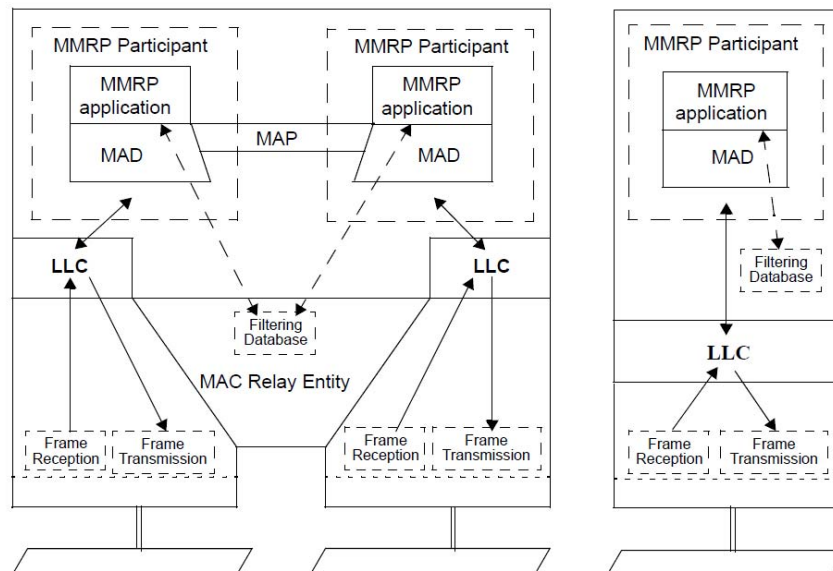 MMRP Participant
MMRP
application
MAD
MAP
MMRP Participant
MMRP
application
MAD
LLC
LLC
Filtering
Database
MAC Relay Entity
Frame
Reception
Frame
Transmission
Frame
Reception
Frame
Transmission
MMRP Participant
MMRP
application
MAD
Filtering
Database
LLC
Frame
Reception
Frame
Transmission